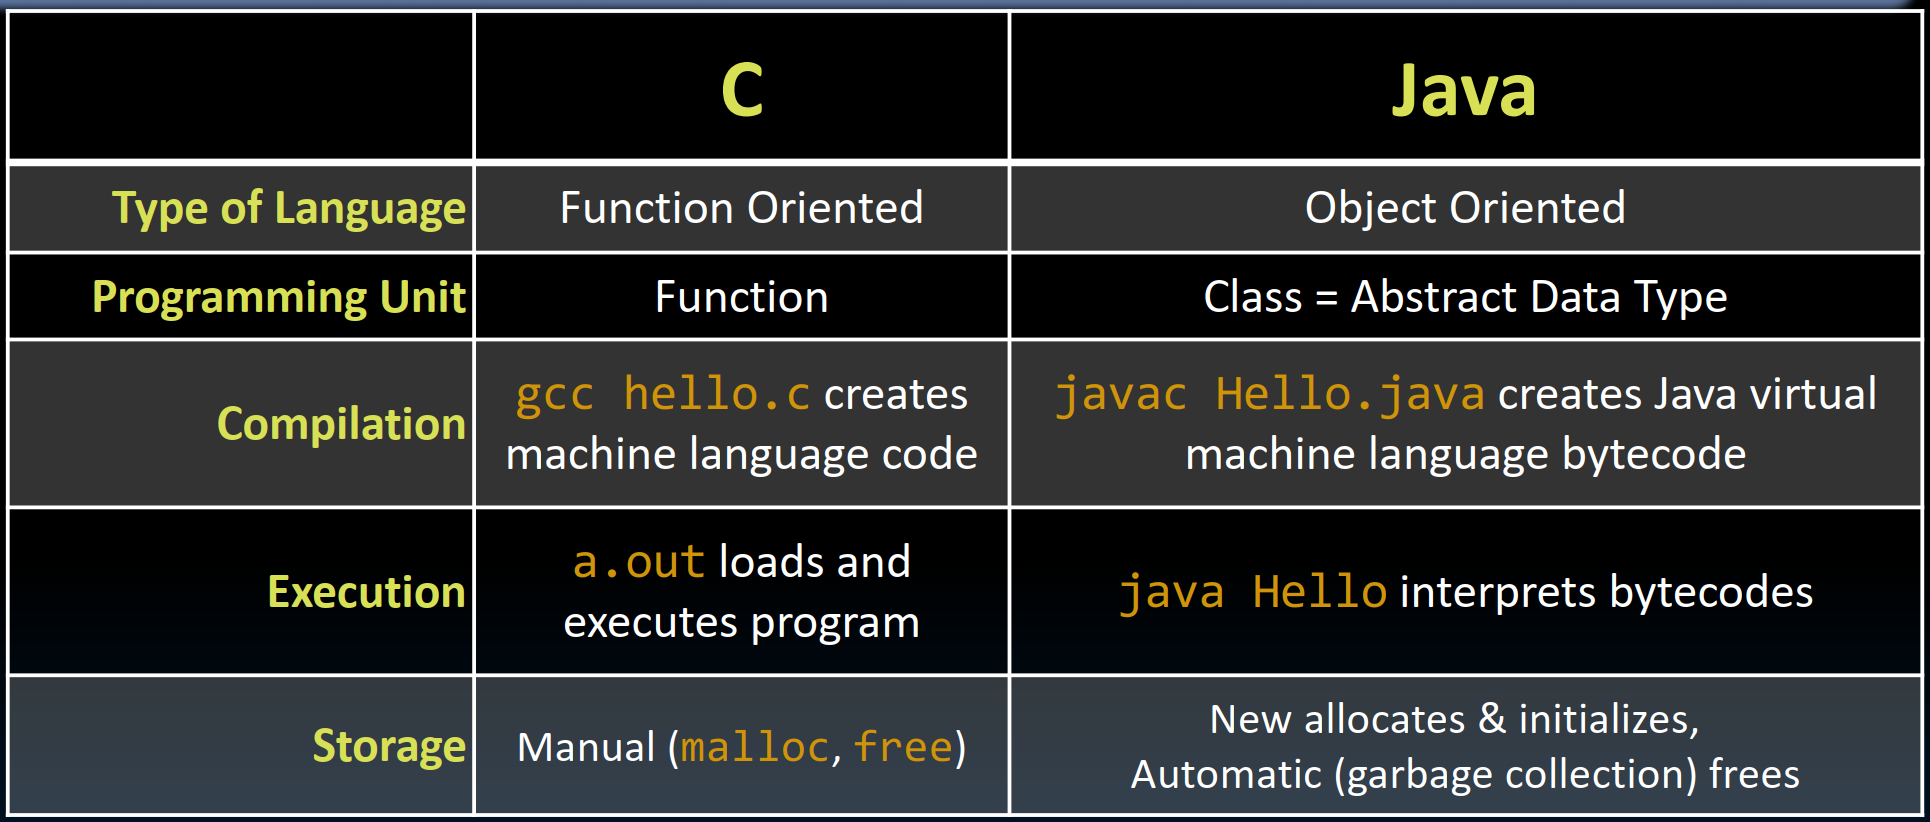 C Java
Type of Language Function Oriented Object Oriented
Programming Unit Function Class = Abstract Data Type
Compilation
gcc hello.c creates
machine language code
javac Hello.java creates Java virtual
machine language bytecode
Execution
a.out loads and
executes program
java Hello interprets bytecodes
Storage
Manual (malloc, free)
New allocates & initializes,
Automatic (garbage collection) frees